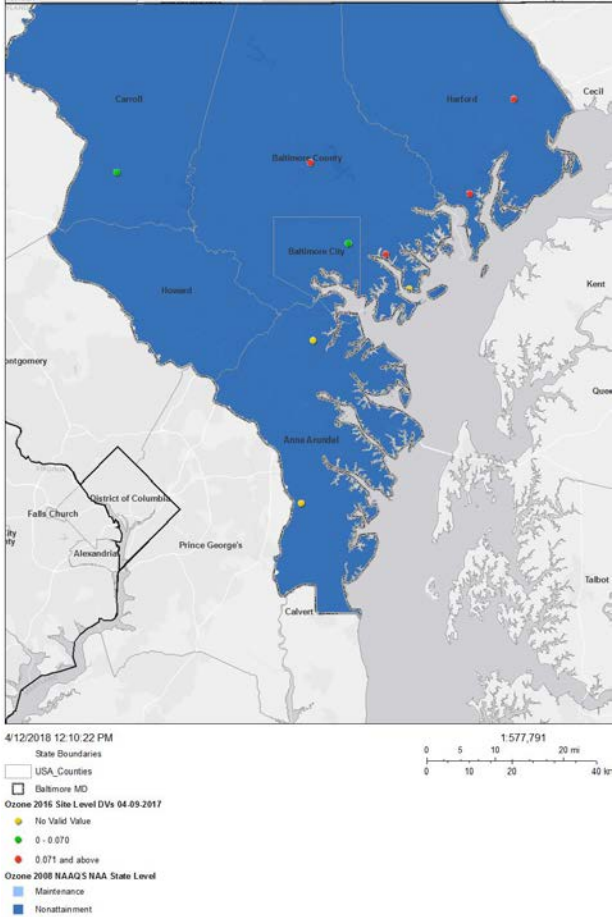 Carroll
Harford
Cecil
Baltimore County
Baltimore City
Kent
Howard
ontgomery
Quee
Anne Arundel
District of Columbia
Falls Church
City
nty
Prince George's
Alexandria
Talbot
Calvert
4/12/2018 12:10:22 PM
1:577,791
State Boundaries
0 5 10 20 mi
USA_Counties
0 10 20 40 km
Baltimore MD
Ozone 2016 Site Level DVs 04-09-2017
No Valid Value
0 - 0.070
0.071 and above
Ozone 2008 NAAQS NAA State Level
Maintenance
Nonattainment